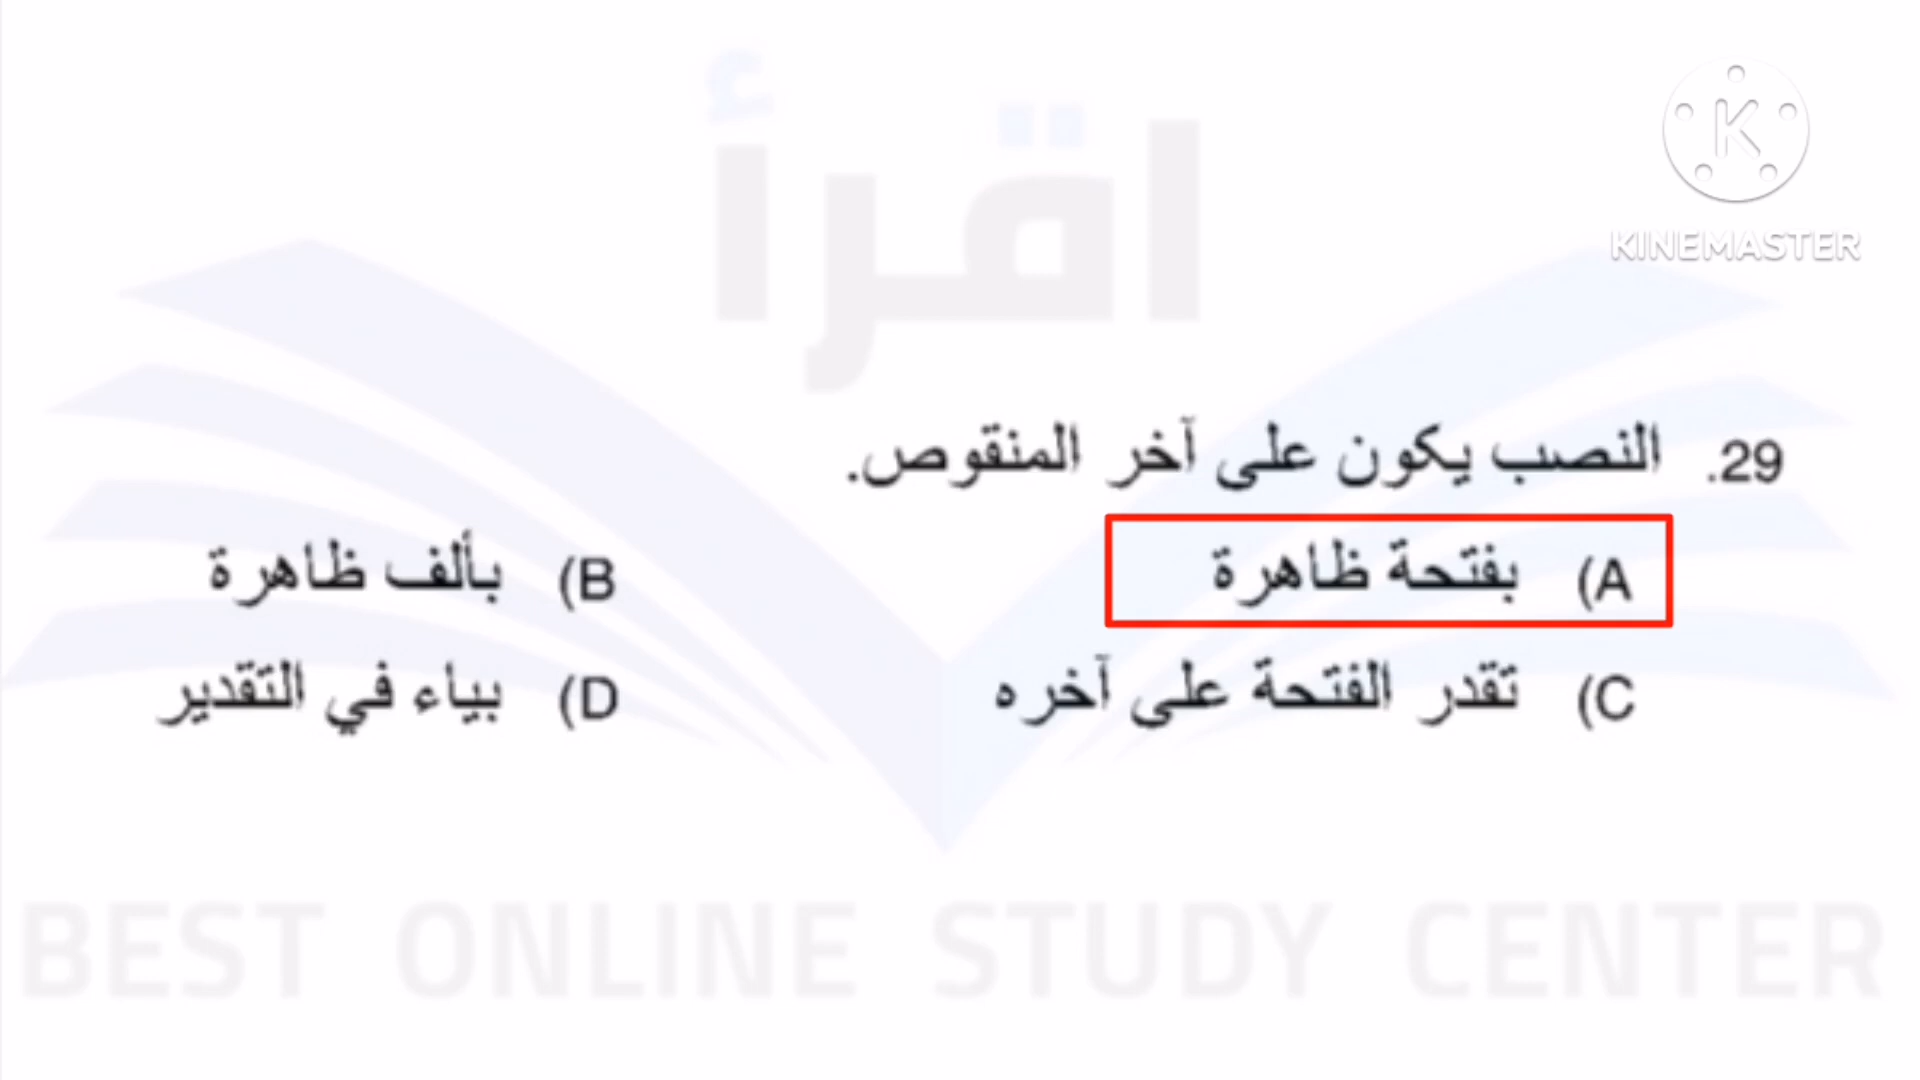 اقرأ
KINEMASTER
29. النصب يكون على آخر المنقوص.
A) بفتحة ظاهرة
B) بألف ظاهرة
C) تقدر الفتحة على آخره
D) بياء في التقدير
BEST ONLINE STUDY CENTER